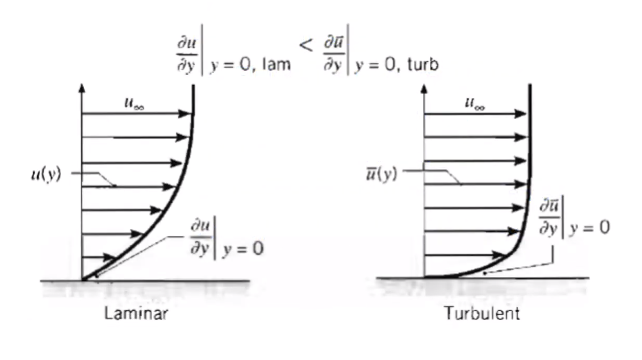 ∂u/∂y | y = 0, lam < ∂ū/∂y | y = 0, turb
u∞
u∞
u(y)
ū(y)
∂u/∂y | y = 0
∂ū/∂y | y = 0
Laminar
Turbulent